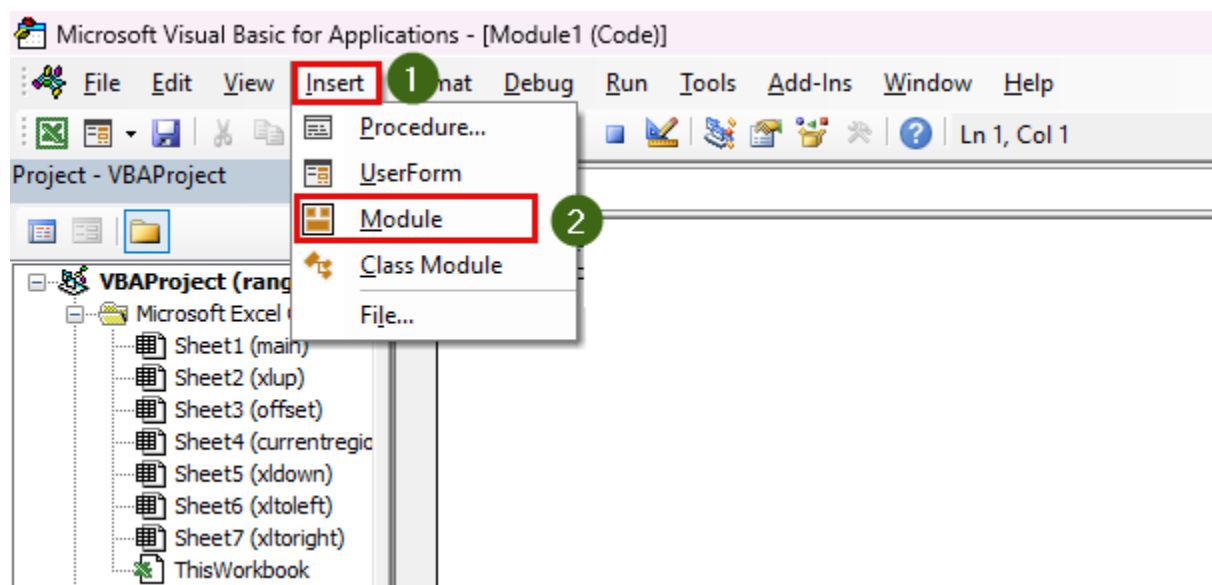 Microsoft Visual Basic for Applications - [Module1 (Code)]
File Edit View Insert 1 mat Debug Run Tools Add-Ins Window Help
Ln 1, Col 1
Procedure...
Project - VBAProject
UserForm
Module 2
Class Module
VBAProject (rang
Microsoft Excel
File...
Sheet1 (main)
Sheet2 (xlup)
Sheet3 (offset)
Sheet4 (currentregio
Sheet5 (xldown)
Sheet6 (xltoleft)
Sheet7 (xltoright)
ThisWorkbook